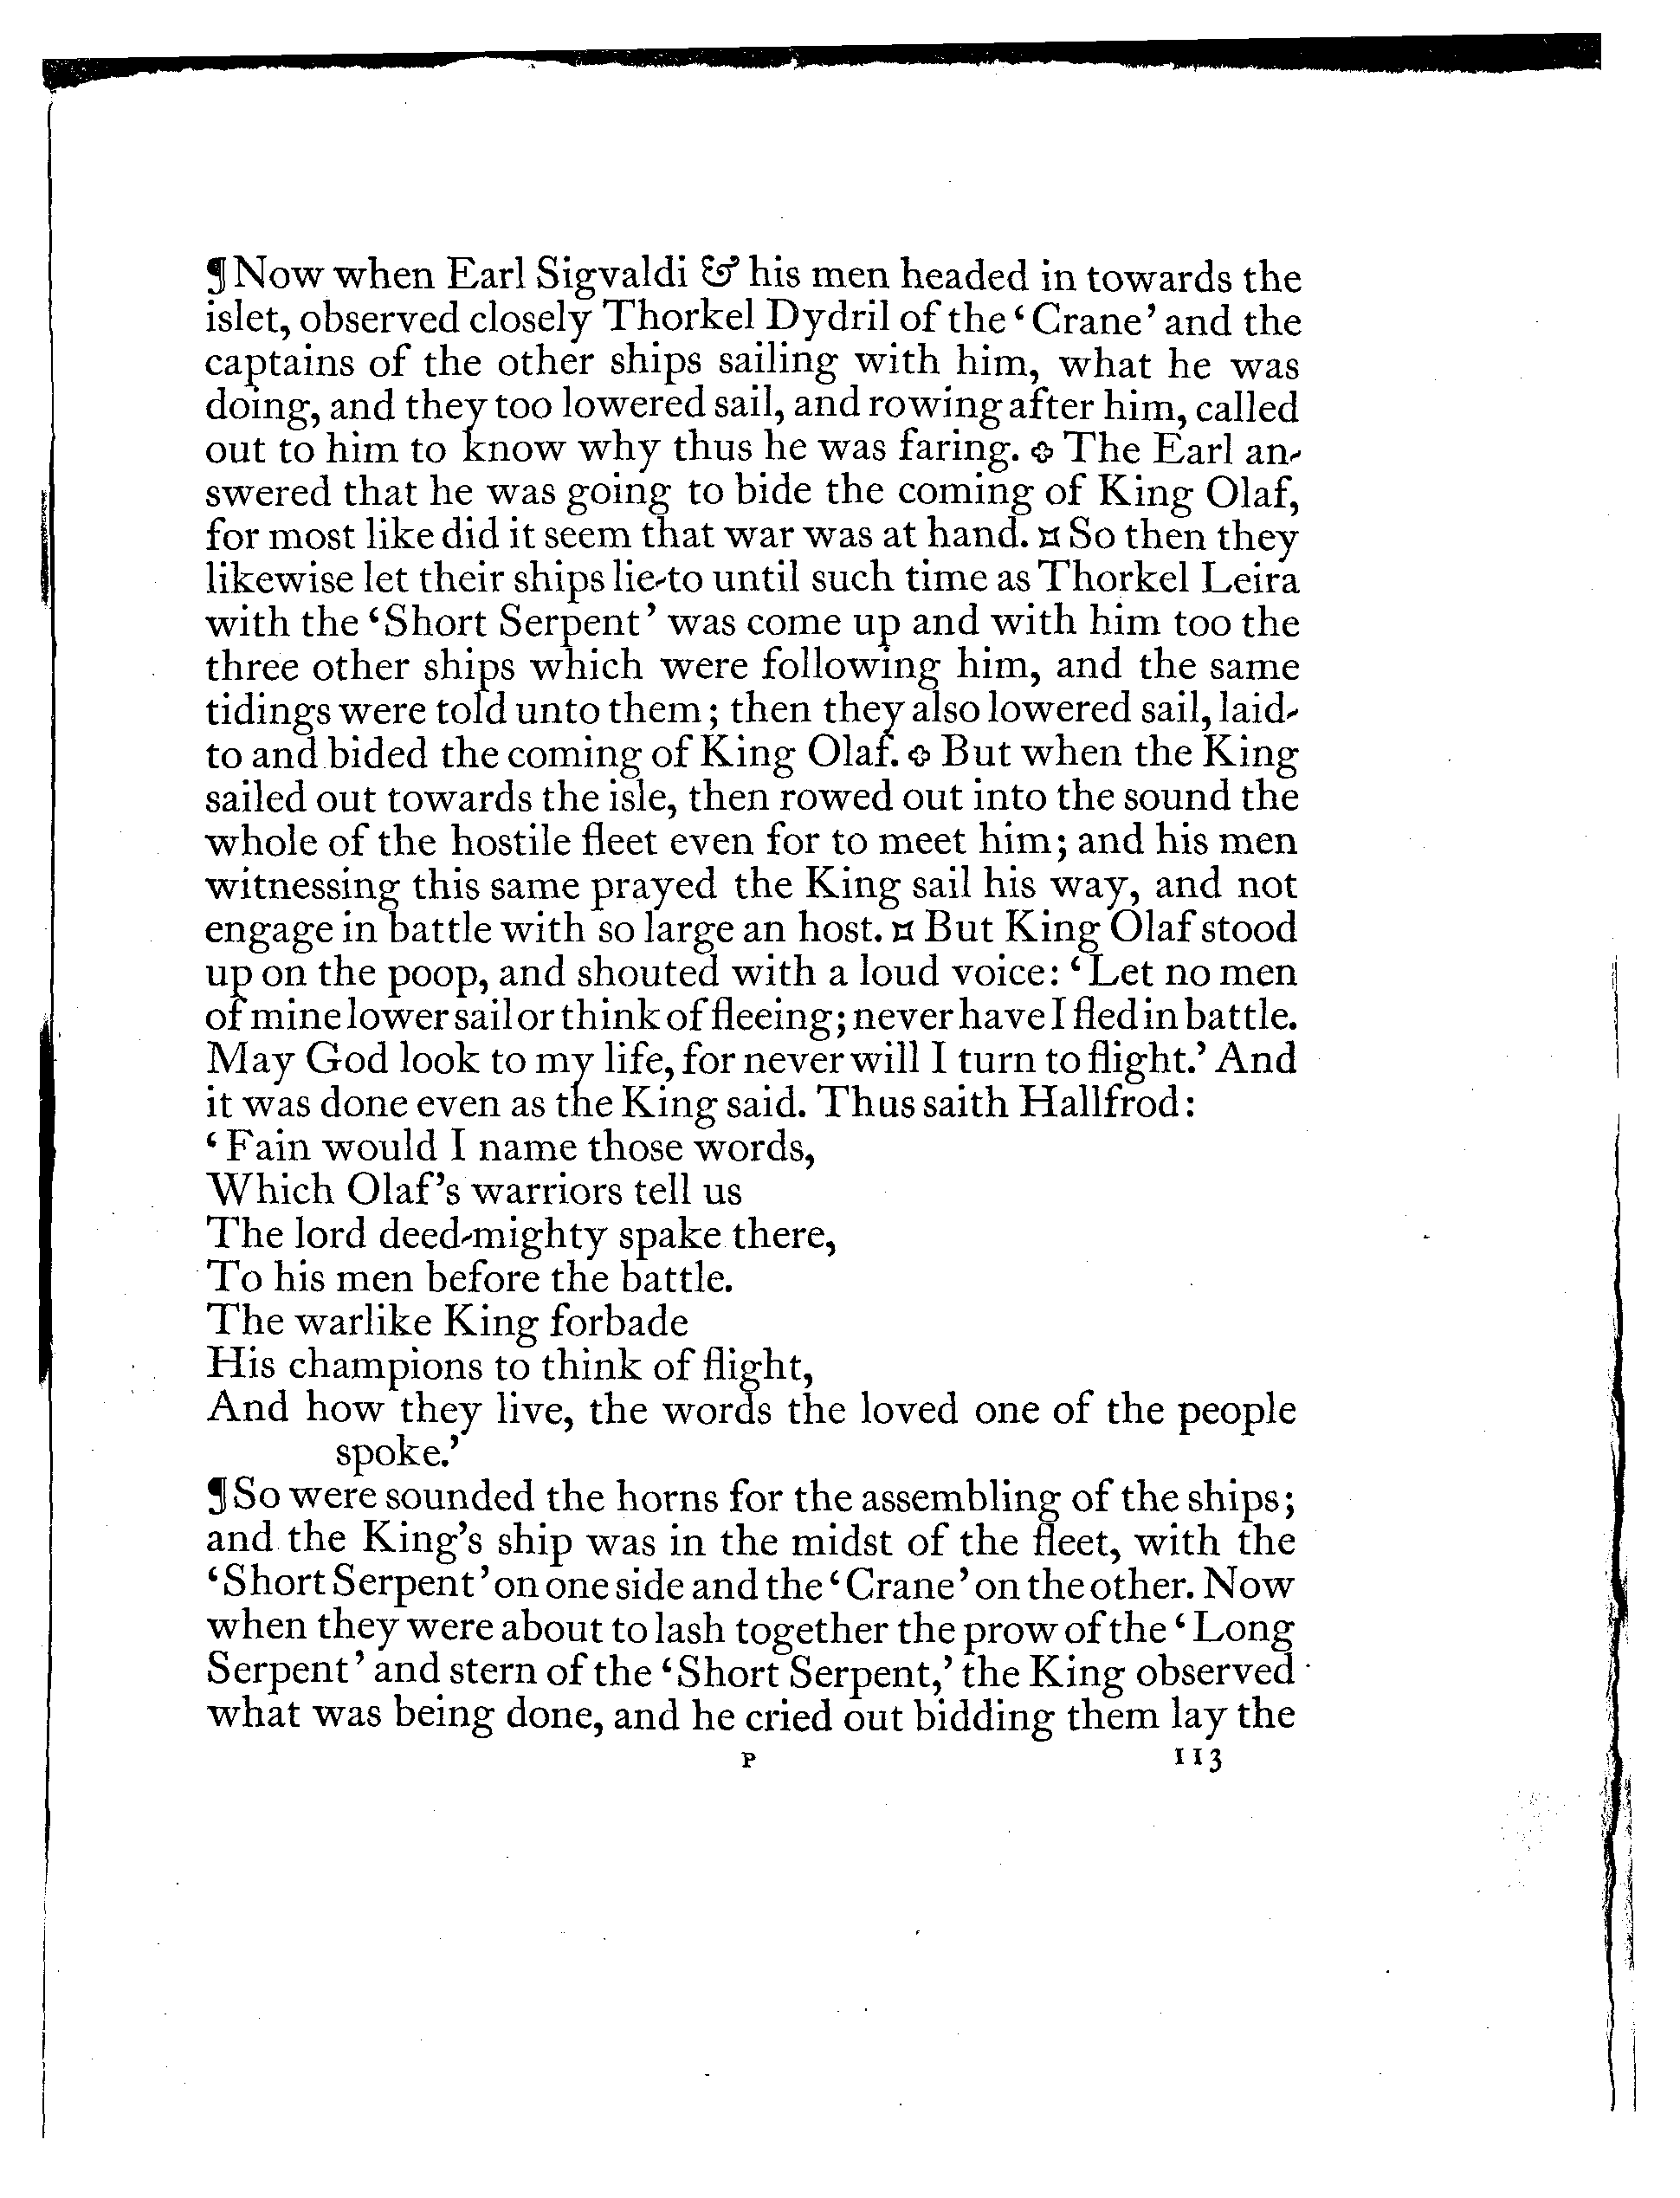 ¶ Now when Earl Sigvaldi & his men headed in towards the
islet, observed closely Thorkel Dydril of the ‘Crane’ and the
captains of the other ships sailing with him, what he was
doing, and they too lowered sail, and rowing after him, called
out to him to know why thus he was faring. ✥ The Earl an-
swered that he was going to bide the coming of King Olaf,
for most like did it seem that war was at hand. ¤ So then they
likewise let their ships lie-to until such time as Thorkel Leira
with the ‘Short Serpent’ was come up and with him too the
three other ships which were following him, and the same
tidings were told unto them; then they also lowered sail, laid-
to and bided the coming of King Olaf. ✥ But when the King
sailed out towards the isle, then rowed out into the sound the
whole of the hostile fleet even for to meet him; and his men
witnessing this same prayed the King sail his way, and not
engage in battle with so large an host. ¤ But King Olaf stood
up on the poop, and shouted with a loud voice: ‘Let no men
of mine lower sail or think of fleeing; never have I fled in battle.
May God look to my life, for never will I turn to flight.’ And
it was done even as the King said. Thus saith Hallfrod:
‘Fain would I name those words,
Which Olaf’s warriors tell us
The lord deed-mighty spake there,
To his men before the battle.
The warlike King forbade
His champions to think of flight,
And how they live, the words the loved one of the people
spoke.’
¶ So were sounded the horns for the assembling of the ships;
and the King’s ship was in the midst of the fleet, with the
‘Short Serpent’ on one side and the ‘Crane’ on the other. Now
when they were about to lash together the prow of the ‘Long
Serpent’ and stern of the ‘Short Serpent,’ the King observed
what was being done, and he cried out bidding them lay the
P 113